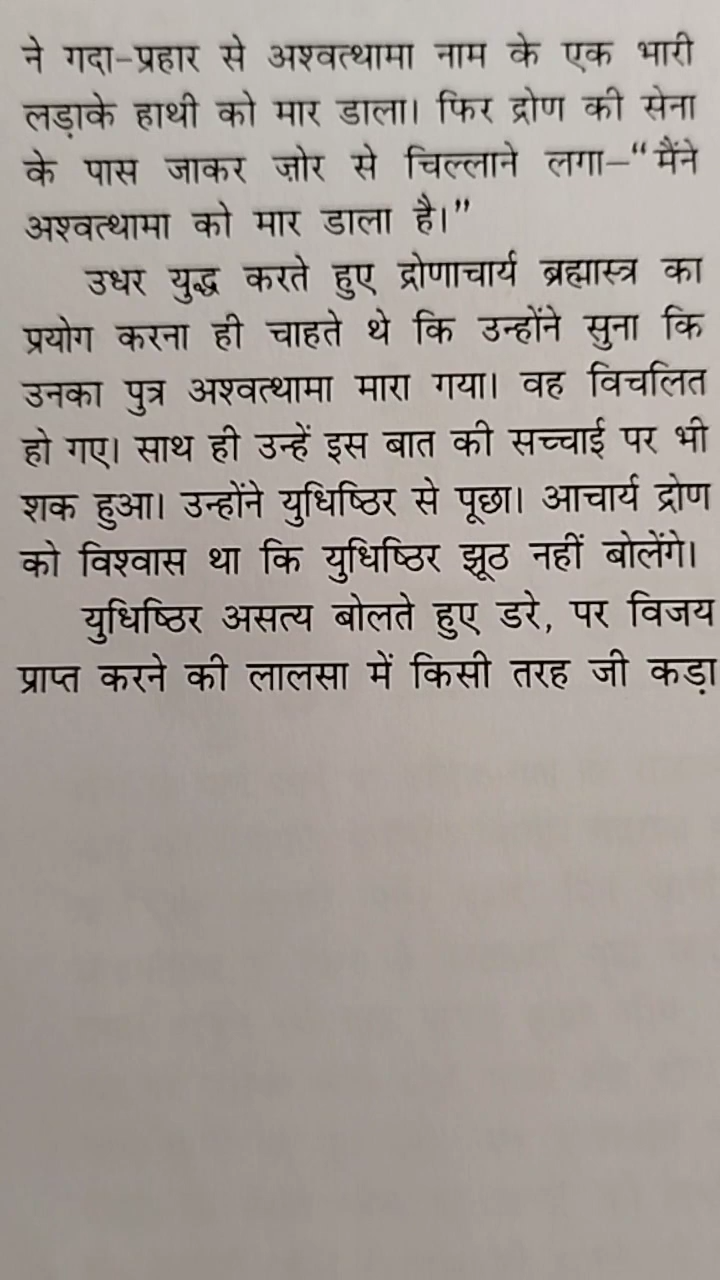 ने गदा-प्रहार से अश्वत्थामा नाम के एक भारी
लड़ाके हाथी को मार डाला। फिर द्रोण की सेना
के पास जाकर ज़ोर से चिल्लाने लगा–“मैंने
अश्वत्थामा को मार डाला है।”
उधर युद्ध करते हुए द्रोणाचार्य ब्रह्मास्त्र का
प्रयोग करना ही चाहते थे कि उन्होंने सुना कि
उनका पुत्र अश्वत्थामा मारा गया। वह विचलित
हो गए। साथ ही उन्हें इस बात की सच्चाई पर भी
शक हुआ। उन्होंने युधिष्ठिर से पूछा। आचार्य द्रोण
को विश्वास था कि युधिष्ठिर झूठ नहीं बोलेंगे।
युधिष्ठिर असत्य बोलते हुए डरे, पर विजय
प्राप्त करने की लालसा में किसी तरह जी कड़ा